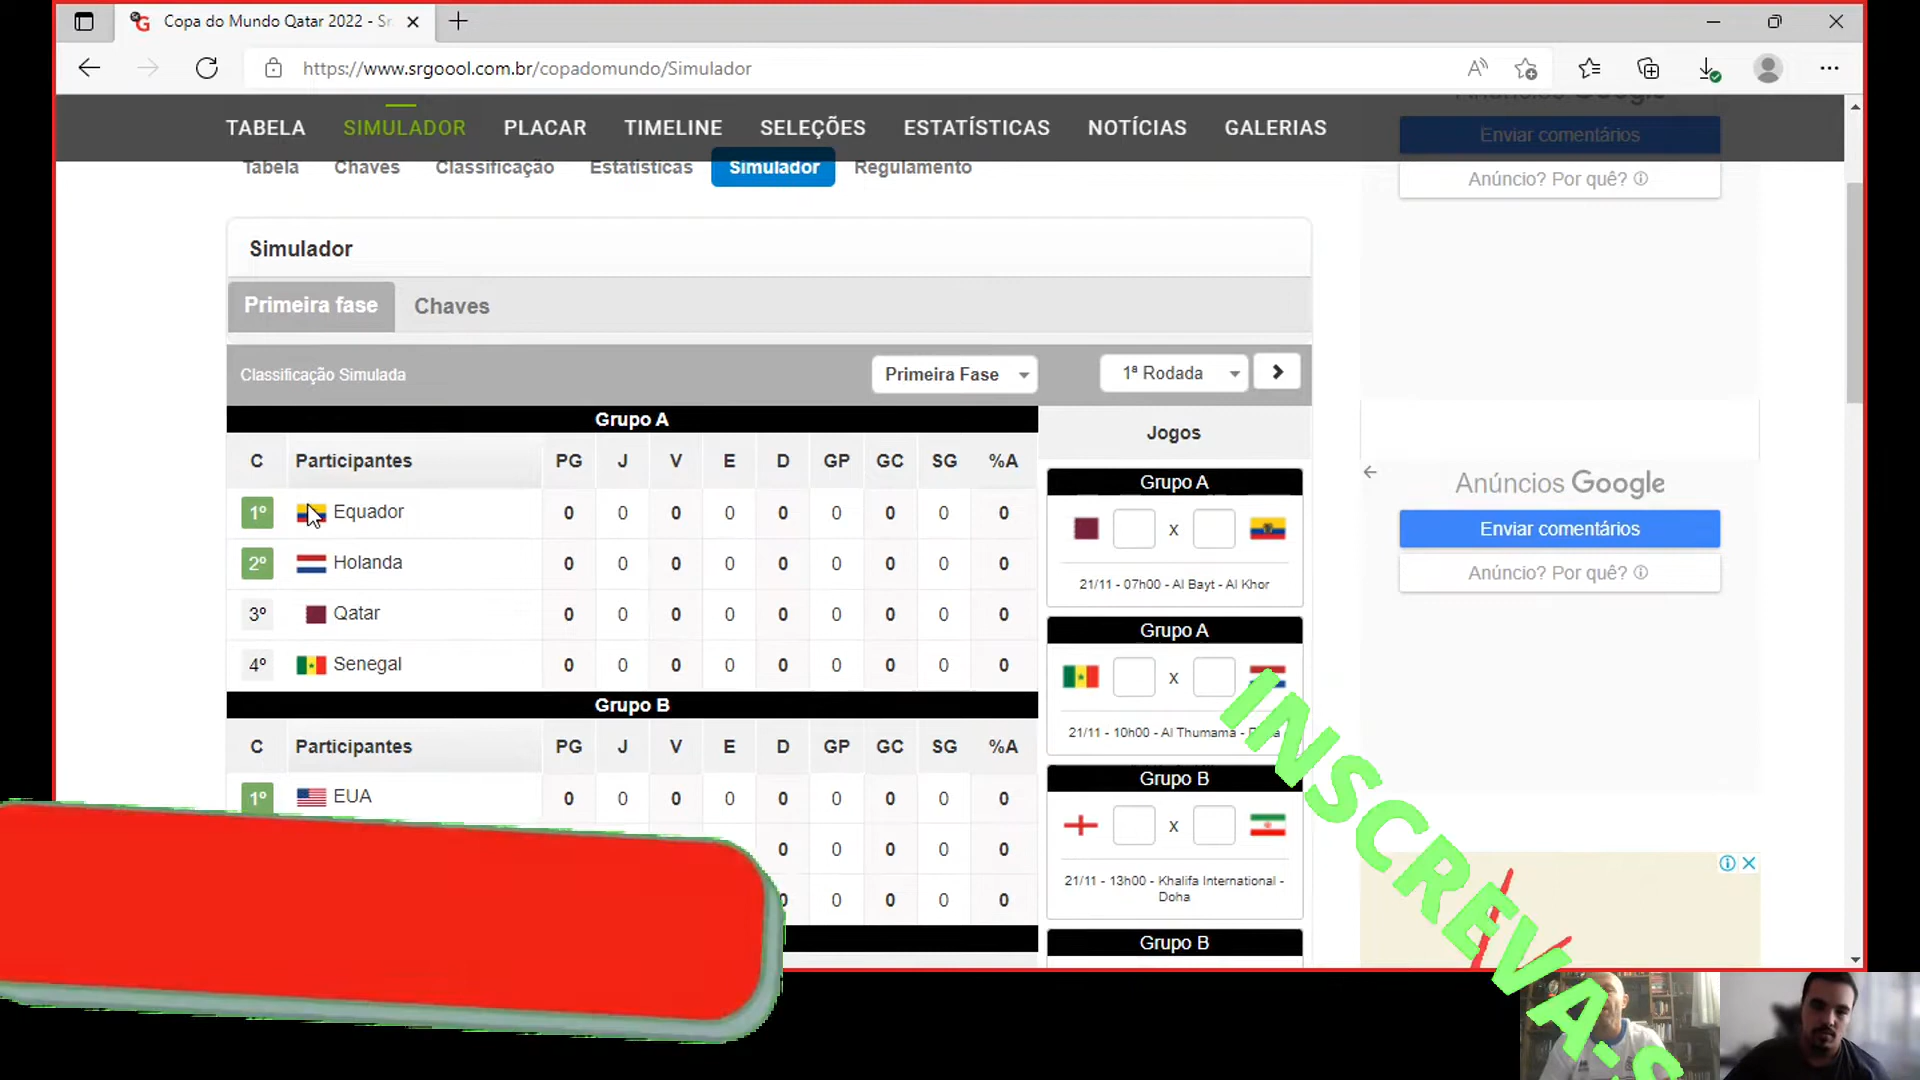 Copa do Mundo Qatar 2022 - Sr
https://www.srgoool.com.br/copadomundo/Simulador
TABELA SIMULADOR PLACAR TIMELINE SELEÇÕES ESTATÍSTICAS NOTÍCIAS GALERIAS
Anúncios Google
Enviar comentários
Anúncio? Por quê?
Tabela Chaves Classificação Estatísticas Simulador Regulamento
Simulador
Primeira fase Chaves
Classificação Simulada Primeira Fase 1ª Rodada
Grupo A
C Participantes PG J V E D GP GC SG %A
1º Equador 0 0 0 0 0 0 0 0 0
2º Holanda 0 0 0 0 0 0 0 0 0
3º Qatar 0 0 0 0 0 0 0 0 0
4º Senegal 0 0 0 0 0 0 0 0 0
Grupo B
C Participantes PG J V E D GP GC SG %A
1º EUA 0 0 0 0 0 0 0 0 0
0 0 0 0 0
0 0 0 0
Jogos
Grupo A
x
21/11 - 07h00 - Al Bayt - Al Khor
Grupo A
x
21/11 - 10h00 - Al Thumama -
Grupo B
x
21/11 - 13h00 - Khalifa International -
Doha
Grupo B
Anúncios Google
Enviar comentários
Anúncio? Por quê?
INSCREVA-S